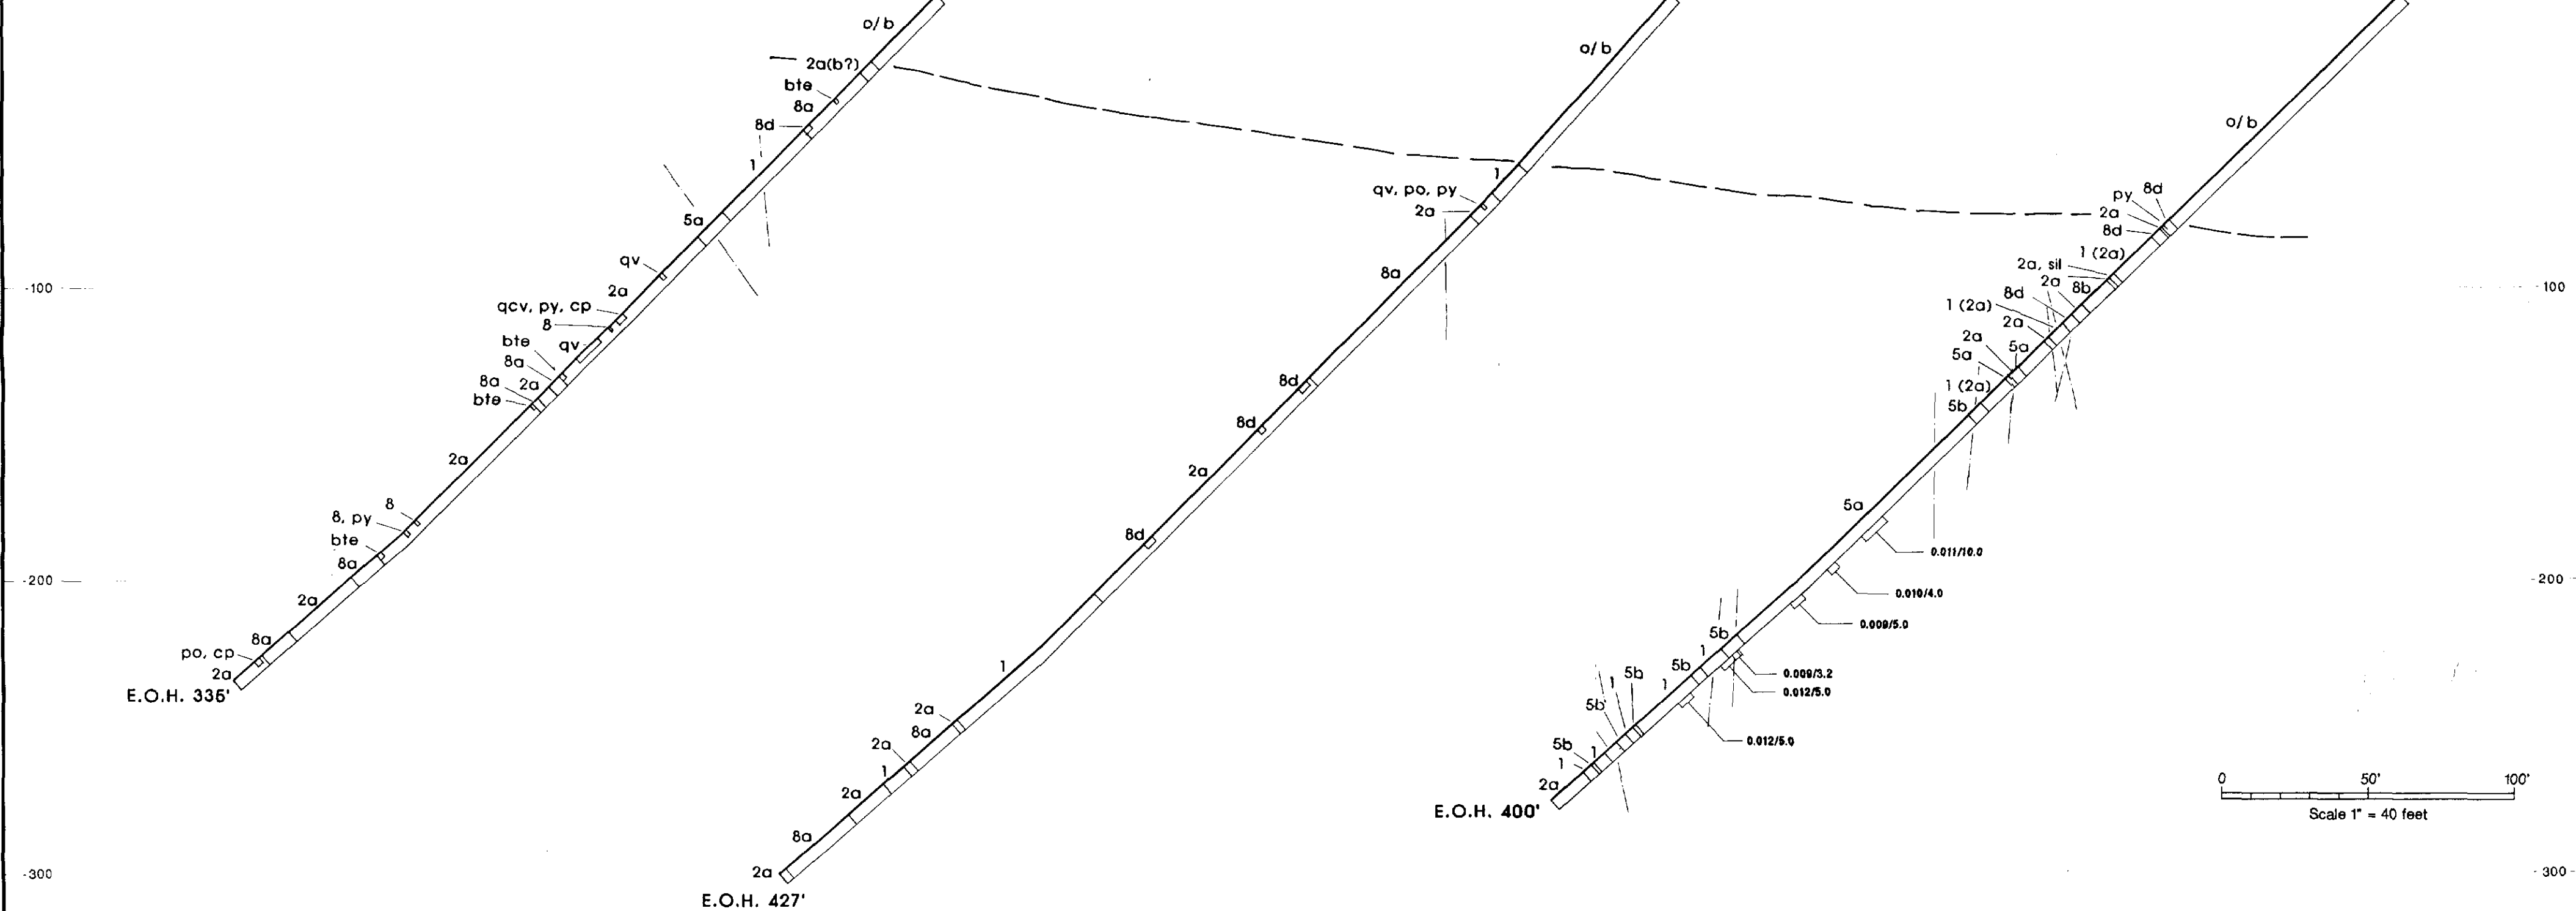 o/b
2a(b?)
bte
8a
8d
1
5a
qv
-100
2a
qcv, py, cp
8
qv
bte
8a
2a
8a
bte
2a
8
8, py
bte
8a
-200
2a
8a
po, cp
2a
E.O.H. 335'
-300
o/b
1
qv, po, py
2a
8a
8d
8d
2a
8d
1
2a
8a
2a
1
2a
8a
2a
E.O.H. 427'
o/b
8d
py
2a
8d
1 (2a)
2a, sil
2a
8b
8d
1 (2a)
2a
5a
2a
5a
1 (2a)
5b
5a
0.011/10.0
0.010/4.0
0.009/5.0
5b
1
5b
0.009/3.2
0.012/5.0
1
5b
1
5b
0.012/5.0
5b
1
1
2a
E.O.H. 400'
-100
-200
-300
0 50' 100'
Scale 1" = 40 feet